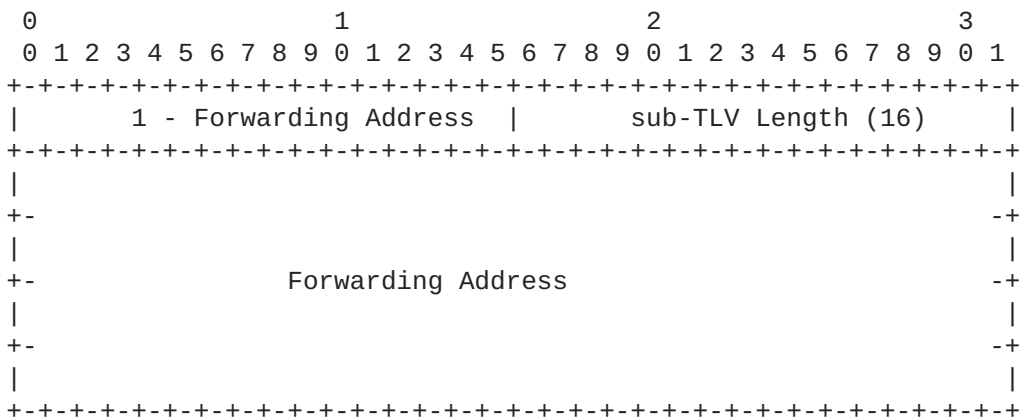 0                   1                   2                   3
0 1 2 3 4 5 6 7 8 9 0 1 2 3 4 5 6 7 8 9 0 1 2 3 4 5 6 7 8 9 0 1
+-+-+-+-+-+-+-+-+-+-+-+-+-+-+-+-+-+-+-+-+-+-+-+-+-+-+-+-+-+-+-+-+
|       1 - Forwarding Address  |       sub-TLV Length (16)     |
+-+-+-+-+-+-+-+-+-+-+-+-+-+-+-+-+-+-+-+-+-+-+-+-+-+-+-+-+-+-+-+-+
|                                                               |
+-                                                             -+
|                                                               |
+-                Forwarding Address                           -+
|                                                               |
+-                                                             -+
|                                                               |
+-+-+-+-+-+-+-+-+-+-+-+-+-+-+-+-+-+-+-+-+-+-+-+-+-+-+-+-+-+-+-+-+